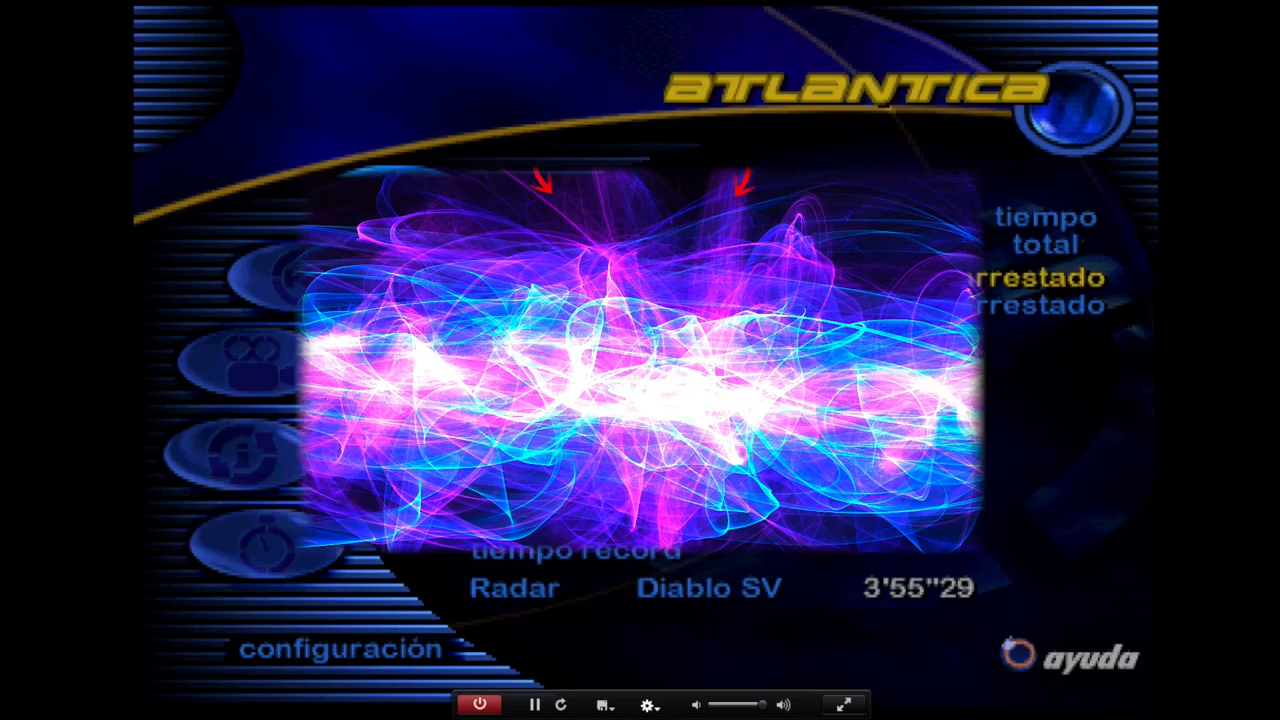 ATLANTICA
tiempo
total
rrestado
rrestado
tiempo record
Radar Diablo SV 3'55"29
configuración
ayuda